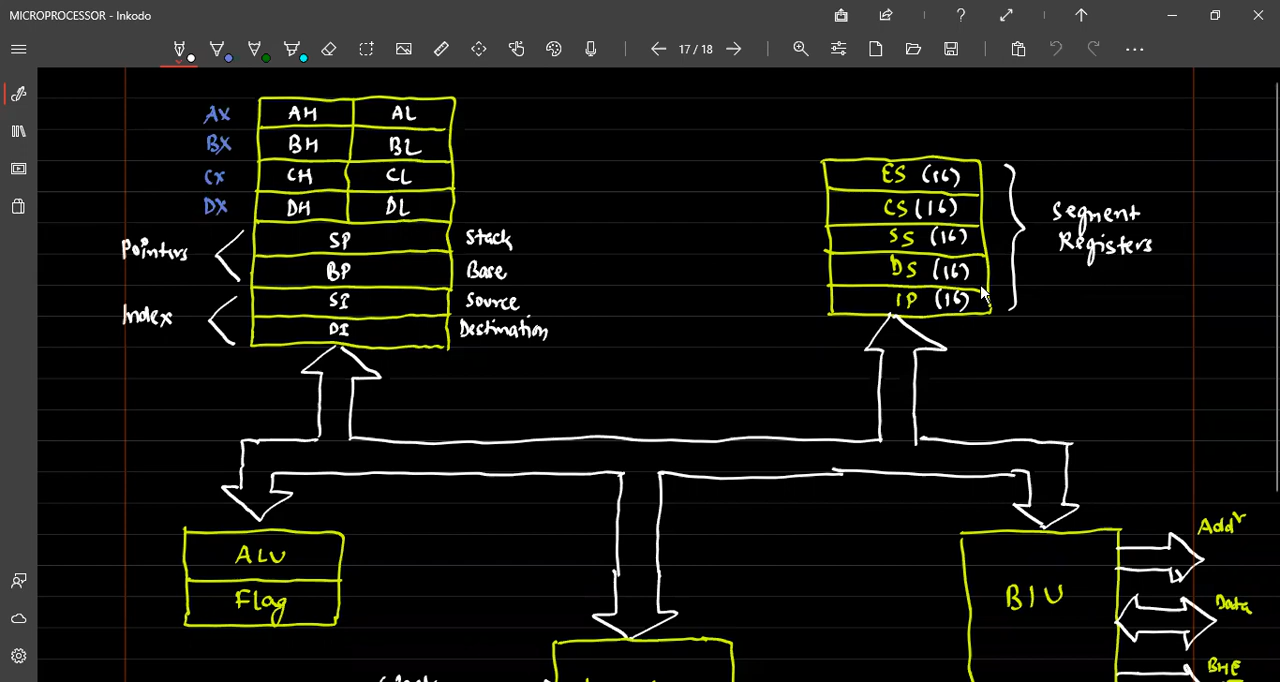 MICROPROCESSOR - Inkodo
17 / 18
AX AH AL
BX BH BL
CX CH CL
DX DH DL
Pointers
SP Stack
BP Base
Index
SI Source
DI Destination
ES (16)
CS (16)
SS (16)
DS (16)
IP (16)
Segment
Registers
ALU
Flag
BIU
Addr
Data
BHE